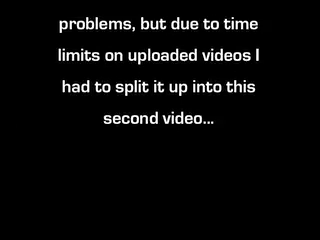 problems, but due to time
limits on uploaded videos I
had to split it up into this
second video...